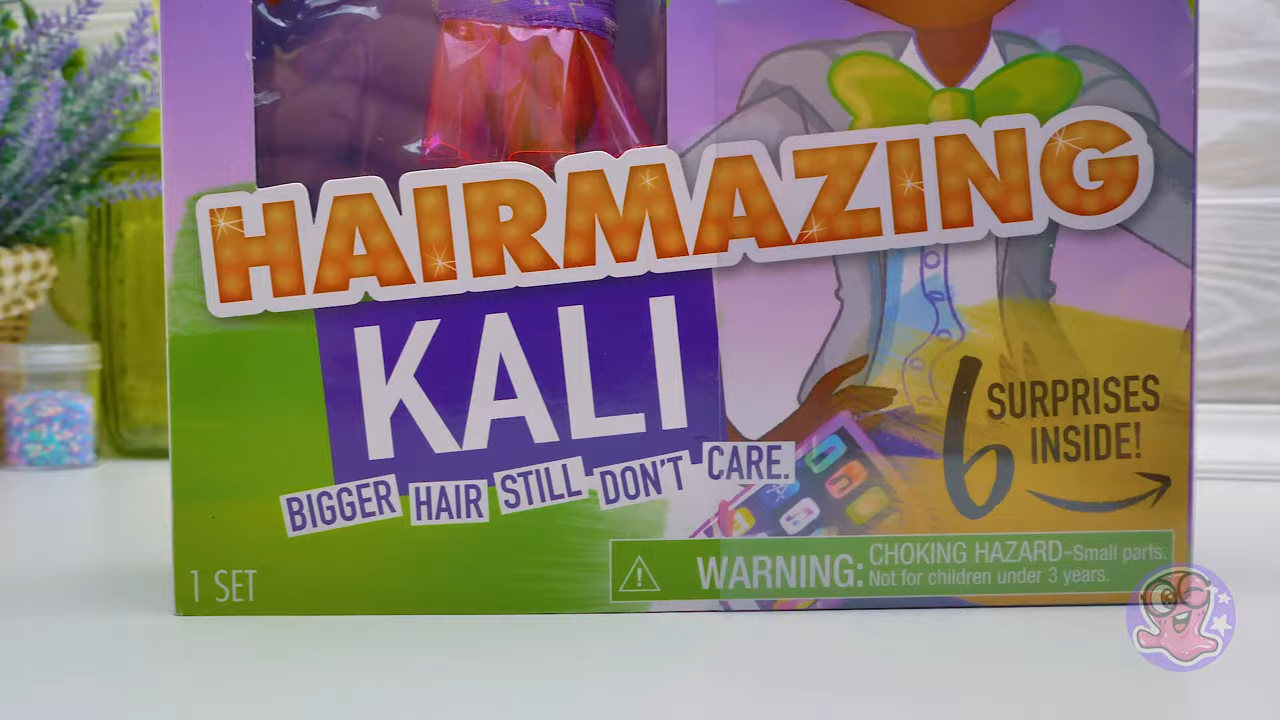 HAIRMAZING
KALI
BIGGER HAIR STILL DON'T CARE.
6 SURPRISES
INSIDE!
1 SET
WARNING: CHOKING HAZARD-Small parts.
Not for children under 3 years.